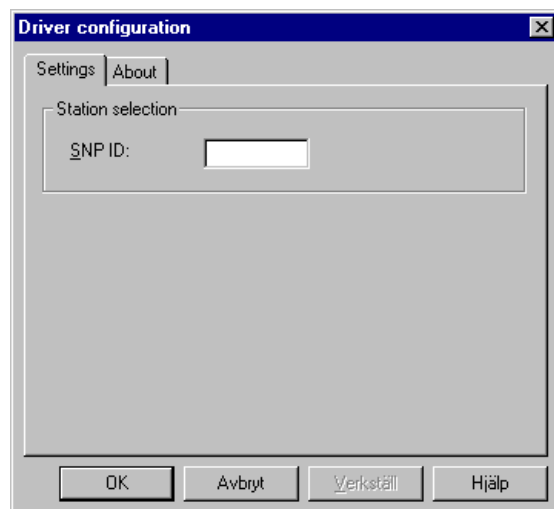 Driver configuration
Settings About
Station selection
SNP ID:
OK Avbryt Verkställ Hjälp